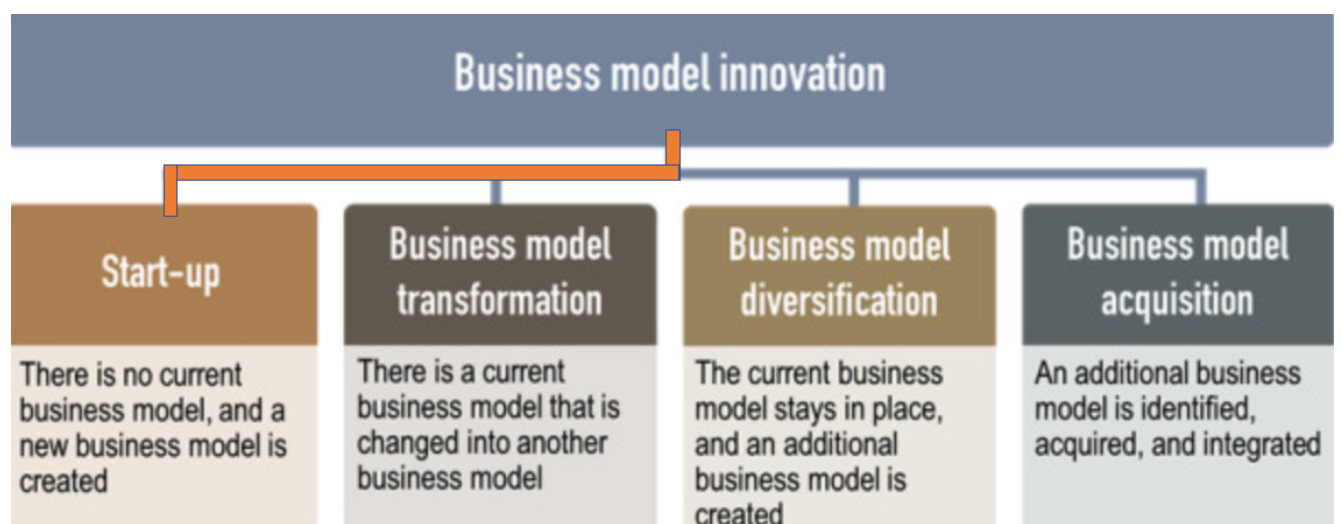 Business model innovation
Start-up
There is no current
business model, and a
new business model is
created
Business model
transformation
There is a current
business model that is
changed into another
business model
Business model
diversification
The current business
model stays in place,
and an additional
business model is
created
Business model
acquisition
An additional business
model is identified,
acquired, and integrated